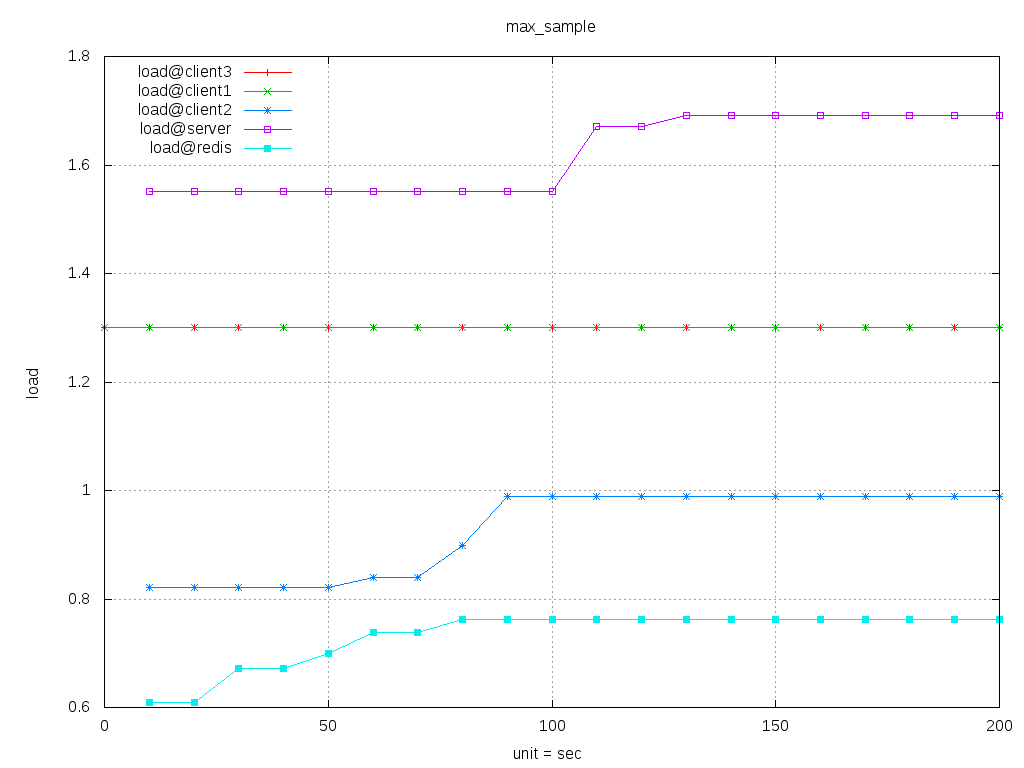 max_sample
1.8
load@client3
load@client1
load@client2
load@server
load@redis
1.6
1.4
1.2
load
1
0.8
0.6
0 50 100 150 200
unit = sec